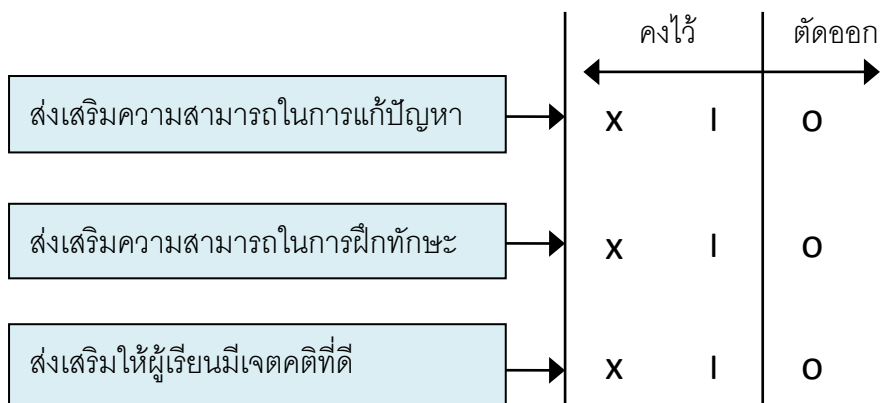 คงไว้ ตัดออก
ส่งเสริมความสามารถในการแก้ปัญหา x I o
ส่งเสริมความสามารถในการฝึกทักษะ x I o
ส่งเสริมให้ผู้เรียนมีเจตคติที่ดี x I o